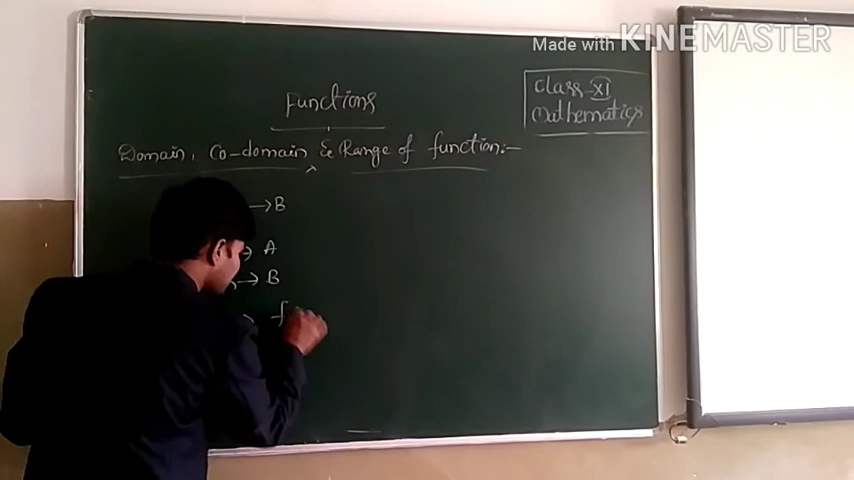 Made with KINEMASTER
Functions
Class-XI
Mathematics
Domain, Co-domain & Range of function:-
→B
→ A
→ B
f